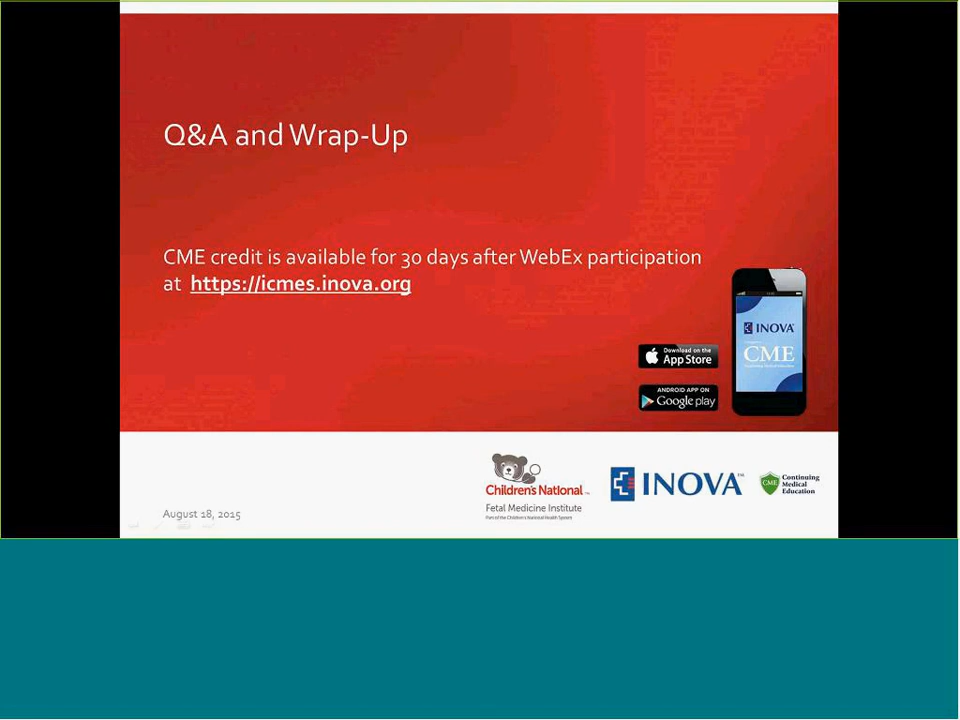 Q&A and Wrap-Up
CME credit is available for 30 days after WebEx participation
at https://icmes.inova.org
INOVA
CME
Download on the
App Store
ANDROID APP ON
Google play
Children's National™
Fetal Medicine Institute
Part of the Children's National Health System
INOVA™
CME
Continuing
Medical
Education
August 18, 2015